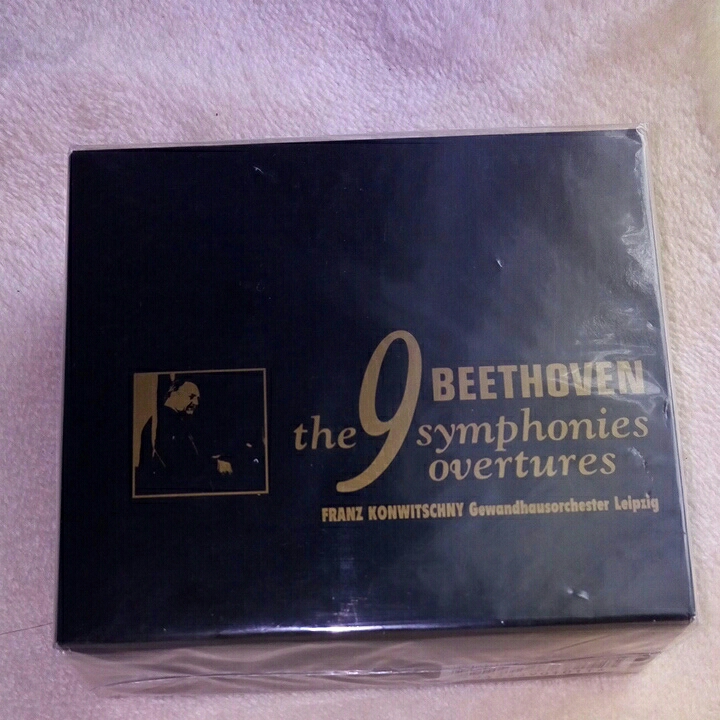 BEETHOVEN
the 9 symphonies
overtures
FRANZ KONWITSCHNY Gewandhausorchester Leipzig